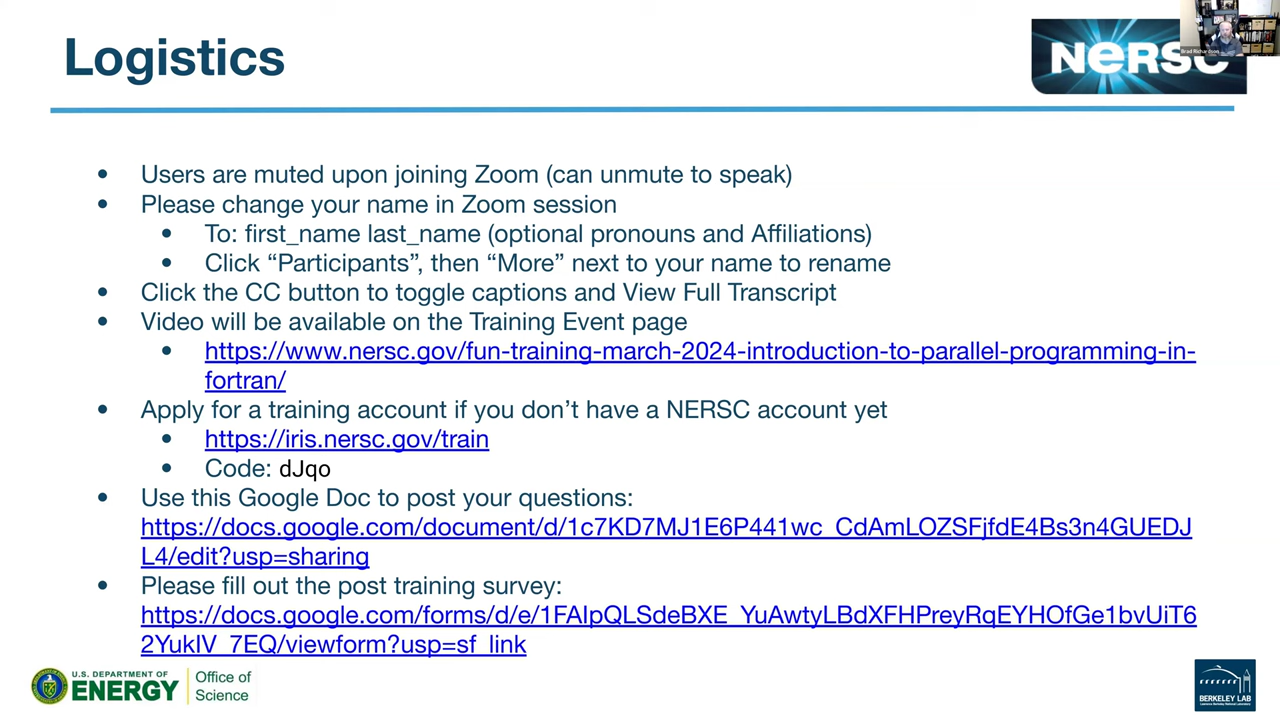 Logistics
NERSC
Brad Richardson
• Users are muted upon joining Zoom (can unmute to speak)
• Please change your name in Zoom session
• To: first_name last_name (optional pronouns and Affiliations)
• Click “Participants”, then “More” next to your name to rename
• Click the CC button to toggle captions and View Full Transcript
• Video will be available on the Training Event page
• https://www.nersc.gov/fun-training-march-2024-introduction-to-parallel-programming-in-
fortran/
• Apply for a training account if you don’t have a NERSC account yet
• https://iris.nersc.gov/train
• Code: dJqo
• Use this Google Doc to post your questions:
https://docs.google.com/document/d/1c7KD7MJ1E6P441wc_CdAmLOZSFjfdE4Bs3n4GUEDJ
L4/edit?usp=sharing
• Please fill out the post training survey:
https://docs.google.com/forms/d/e/1FAIpQLSdeBXE_YuAwtyLBdXFHPreyRqEYHOfGe1bvUiT6
2YukIV_7EQ/viewform?usp=sf_link
U.S. DEPARTMENT OF
ENERGY
Office of
Science
BERKELEY LAB
Lawrence Berkeley National Laboratory